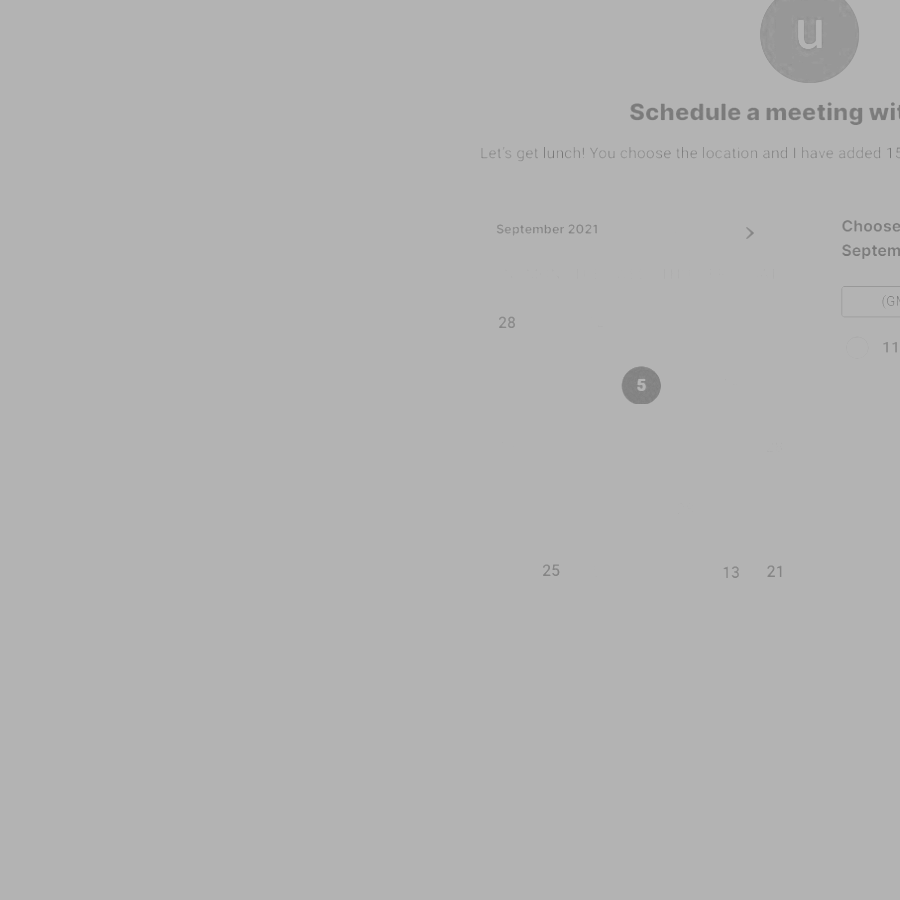 u
Schedule a meeting wit
Let's get lunch! You choose the location and I have added 15
September 2021
Choose
Septem
(GM
28
11
5
25 13 21